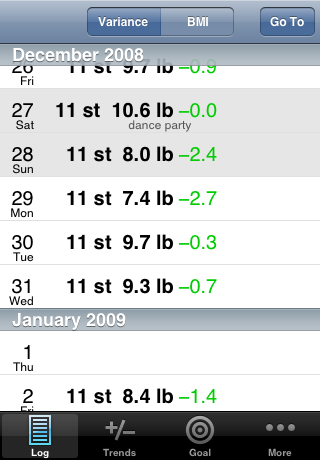 Variance BMI Go To
December 2008
26 Fri 11 st 9.7 lb −0.9
27 Sat 11 st 10.6 lb −0.0
dance party
28 Sun 11 st 8.0 lb −2.4
29 Mon 11 st 7.4 lb −2.7
30 Tue 11 st 9.7 lb −0.3
31 Wed 11 st 9.3 lb −0.7
January 2009
1 Thu
2 Fri 11 st 8.4 lb −1.4
+/−
Log Trends Goal More